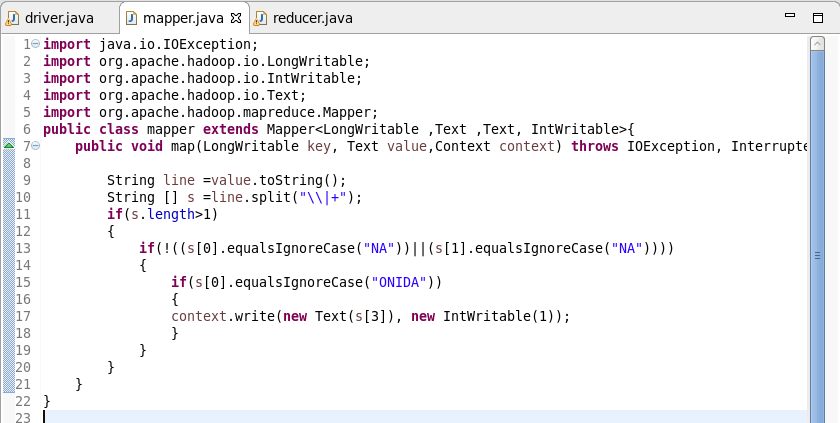 driver.java mapper.java reducer.java
1 import java.io.IOException;
2 import org.apache.hadoop.io.LongWritable;
3 import org.apache.hadoop.io.IntWritable;
4 import org.apache.hadoop.io.Text;
5 import org.apache.hadoop.mapreduce.Mapper;
6 public class mapper extends Mapper<LongWritable ,Text ,Text, IntWritable>{
7     public void map(LongWritable key, Text value,Context context) throws IOException, Interrupte
8
9         String line =value.toString();
10         String [] s =line.split("\\|+");
11         if(s.length>1)
12         {
13             if(!((s[0].equalsIgnoreCase("NA"))||(s[1].equalsIgnoreCase("NA"))))
14             {
15                 if(s[0].equalsIgnoreCase("ONIDA"))
16                 {
17                 context.write(new Text(s[3]), new IntWritable(1));
18                 }
19             }
20         }
21     }
22 }
23